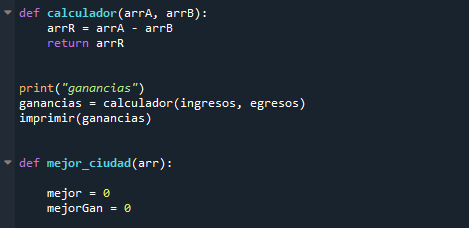 def calculador(arrA, arrB):
    arrR = arrA - arrB
    return arrR
print("ganancias")
ganancias = calculador(ingresos, egresos)
imprimir(ganancias)
def mejor_ciudad(arr):
    mejor = 0
    mejorGan = 0